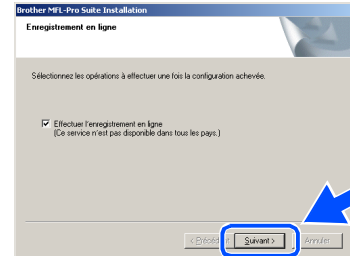 Brother MFL-Pro Suite Installation
Enregistrement en ligne
Sélectionnez les opérations à effectuer une fois la configuration achevée.
Effectuer l'enregistrement en ligne
(Ce service n'est pas disponible dans tous les pays.)
< Précédent Suivant > Annuler